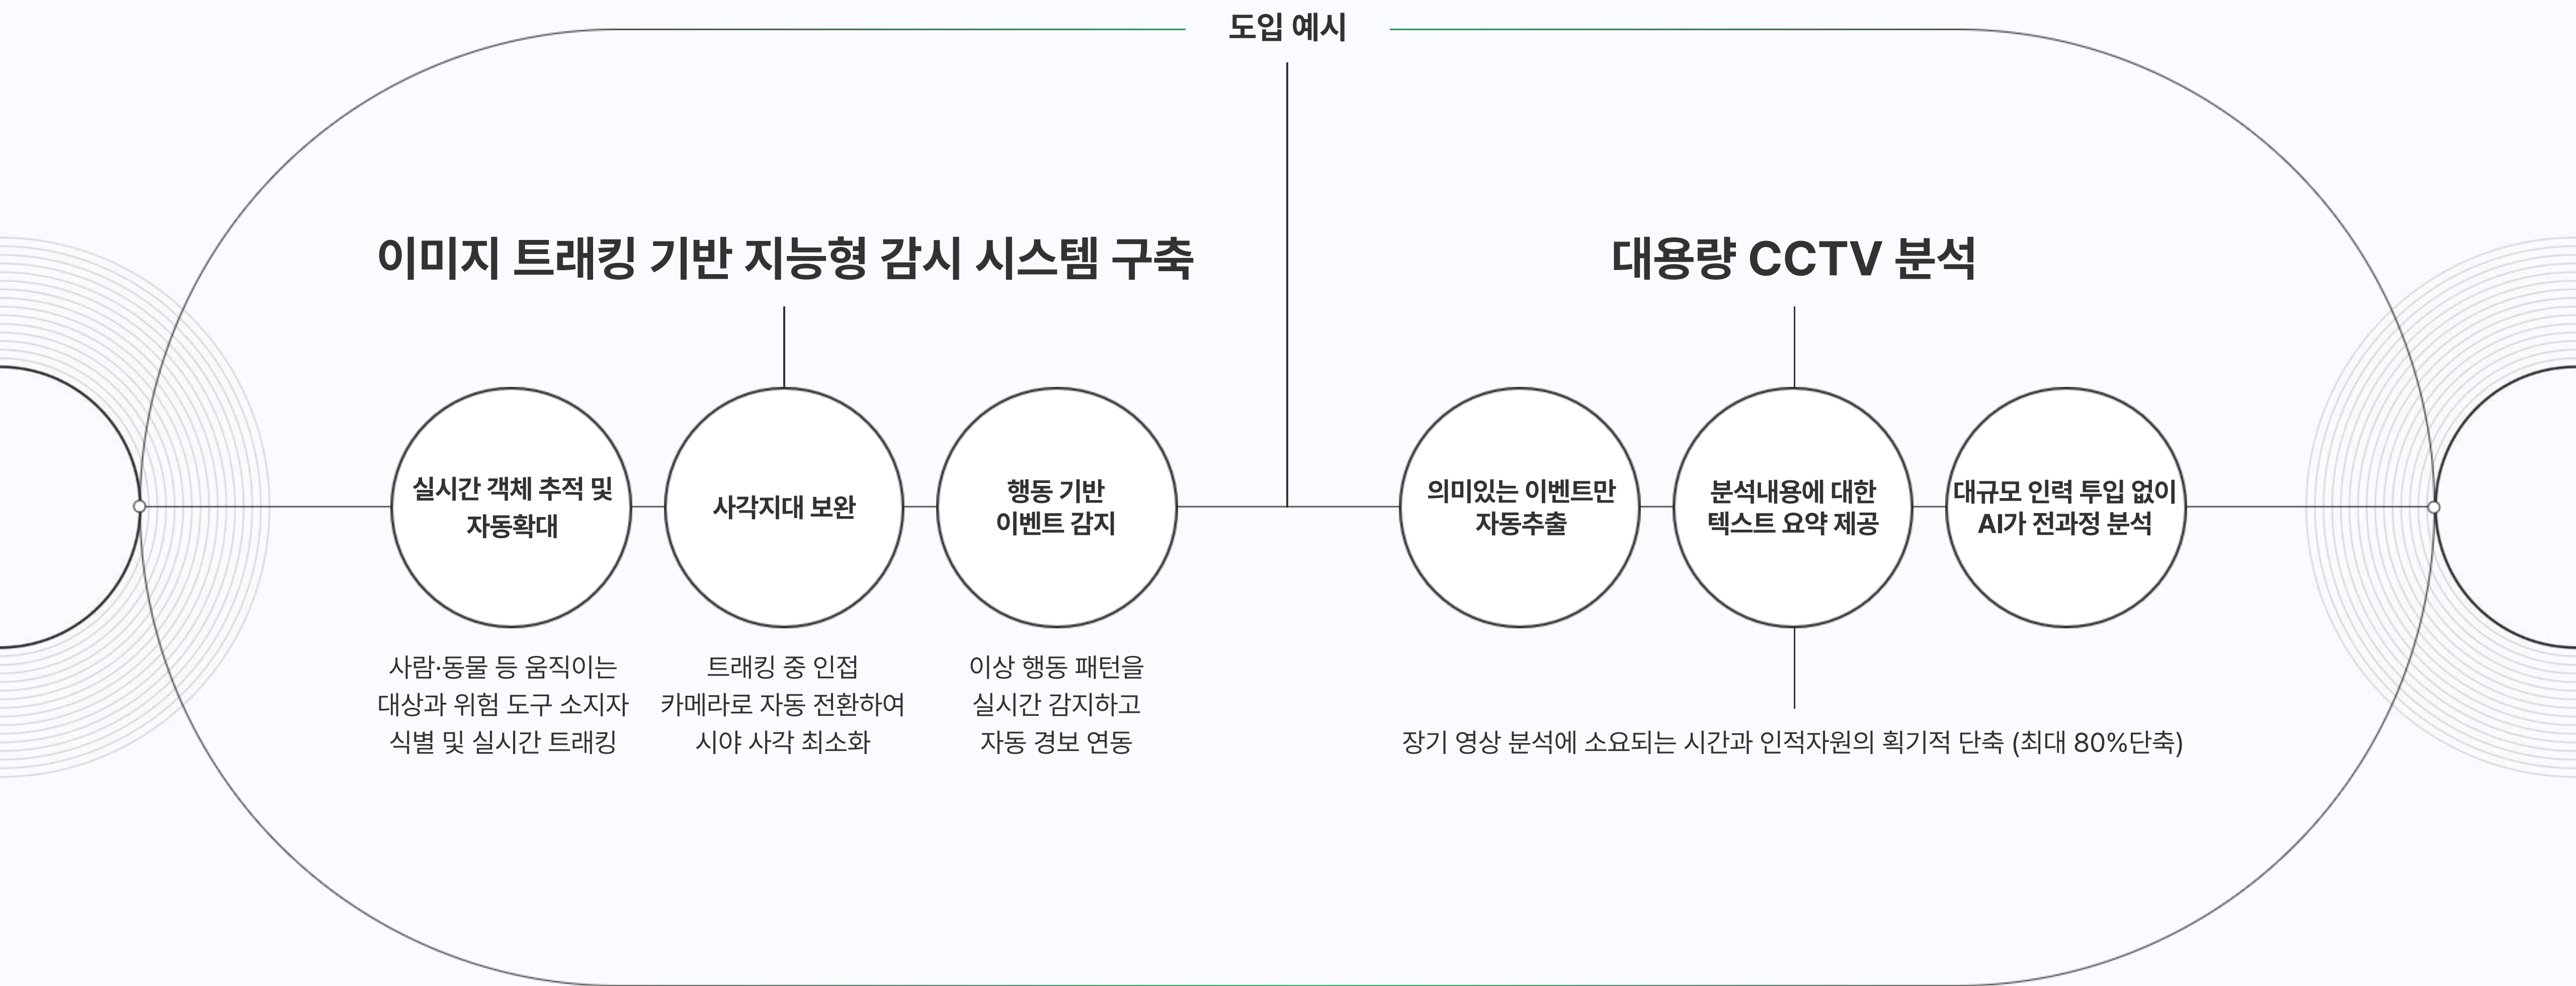 도입 예시
이미지 트래킹 기반 지능형 감시 시스템 구축
실시간 객체 추적 및
자동확대
사각지대 보완
행동 기반
이벤트 감지
사람·동물 등 움직이는
대상과 위험 도구 소지자
식별 및 실시간 트래킹
트래킹 중 인접
카메라로 자동 전환하여
시야 사각 최소화
이상 행동 패턴을
실시간 감지하고
자동 경보 연동
대용량 CCTV 분석
의미있는 이벤트만
자동추출
분석내용에 대한
텍스트 요약 제공
대규모 인력 투입 없이
AI가 전과정 분석
장기 영상 분석에 소요되는 시간과 인적자원의 획기적 단축 (최대 80%단축)